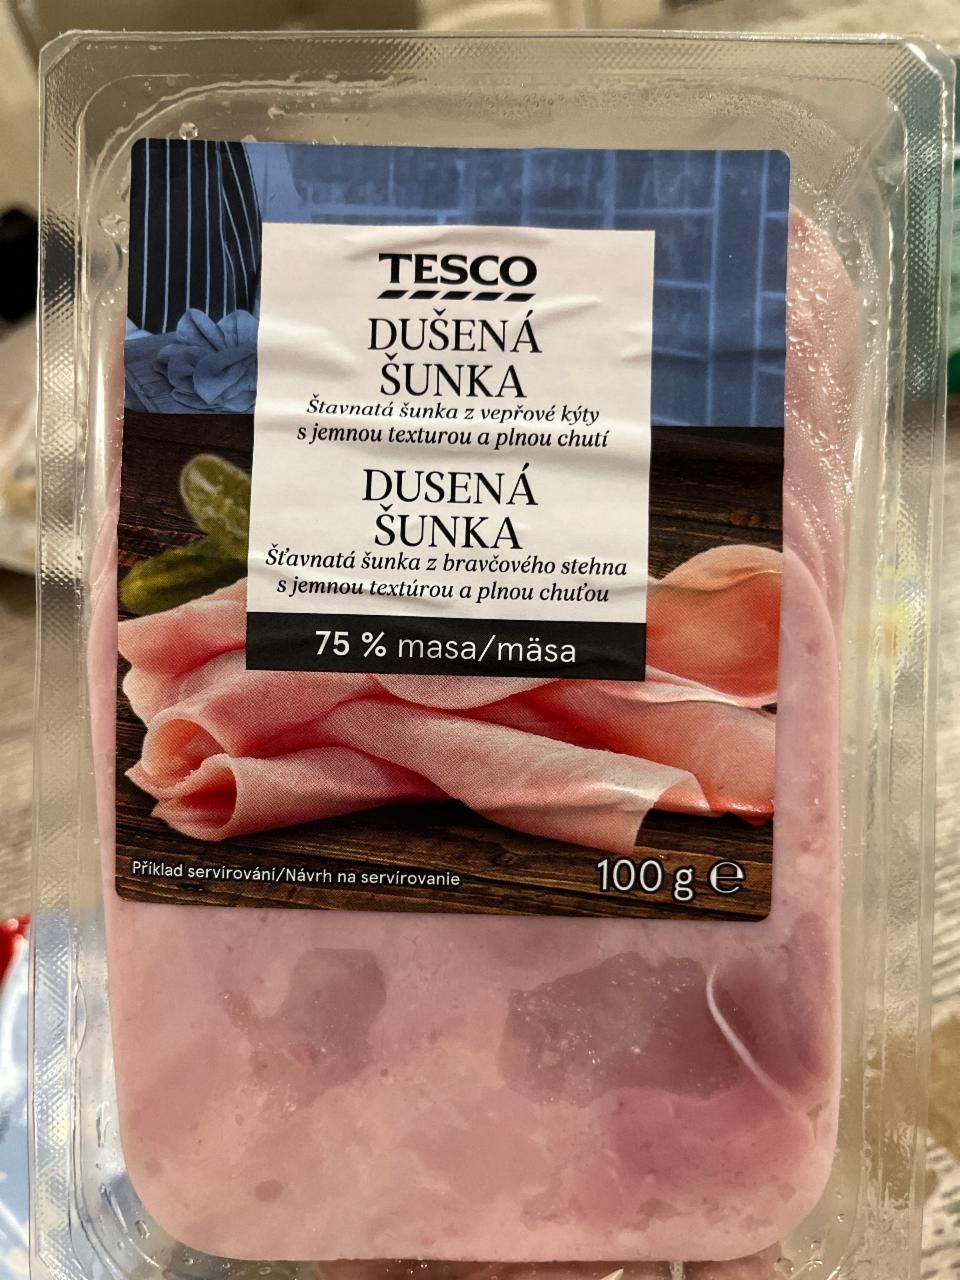 TESCO
DUŠENÁ
ŠUNKA
Štavnatá šunka z vepřové kýty
s jemnou texturou a plnou chutí
DUSENÁ
ŠUNKA
Šťavnatá šunka z bravčového stehna
s jemnou textúrou a plnou chuťou
75 % masa/mäsa
Příklad servírování/Návrh na servírovanie
100 g ℮